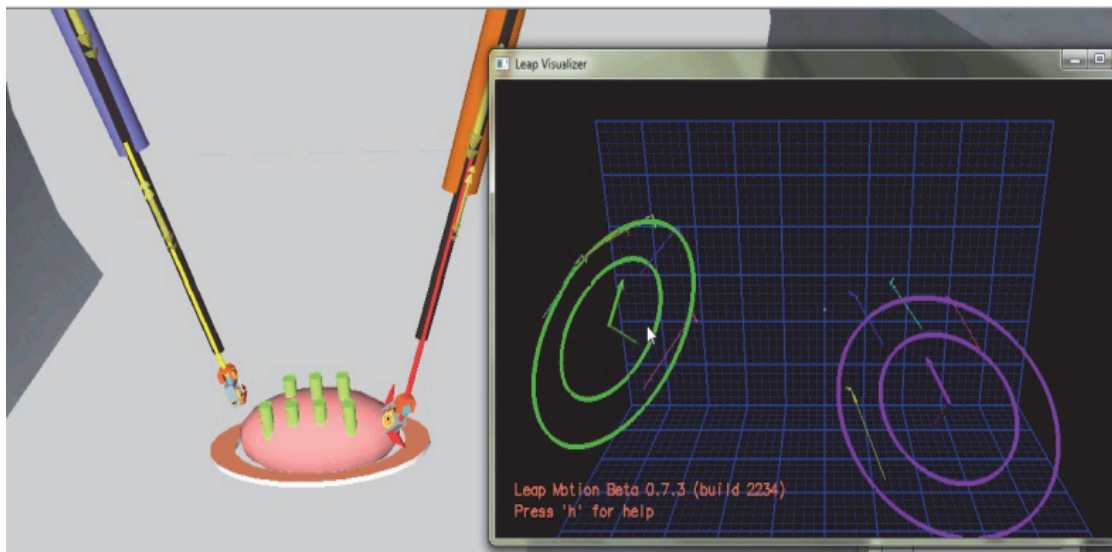 Leap Visualizer
Leap Motion Beta 0.7.3 (build 2234)
Press 'h' for help